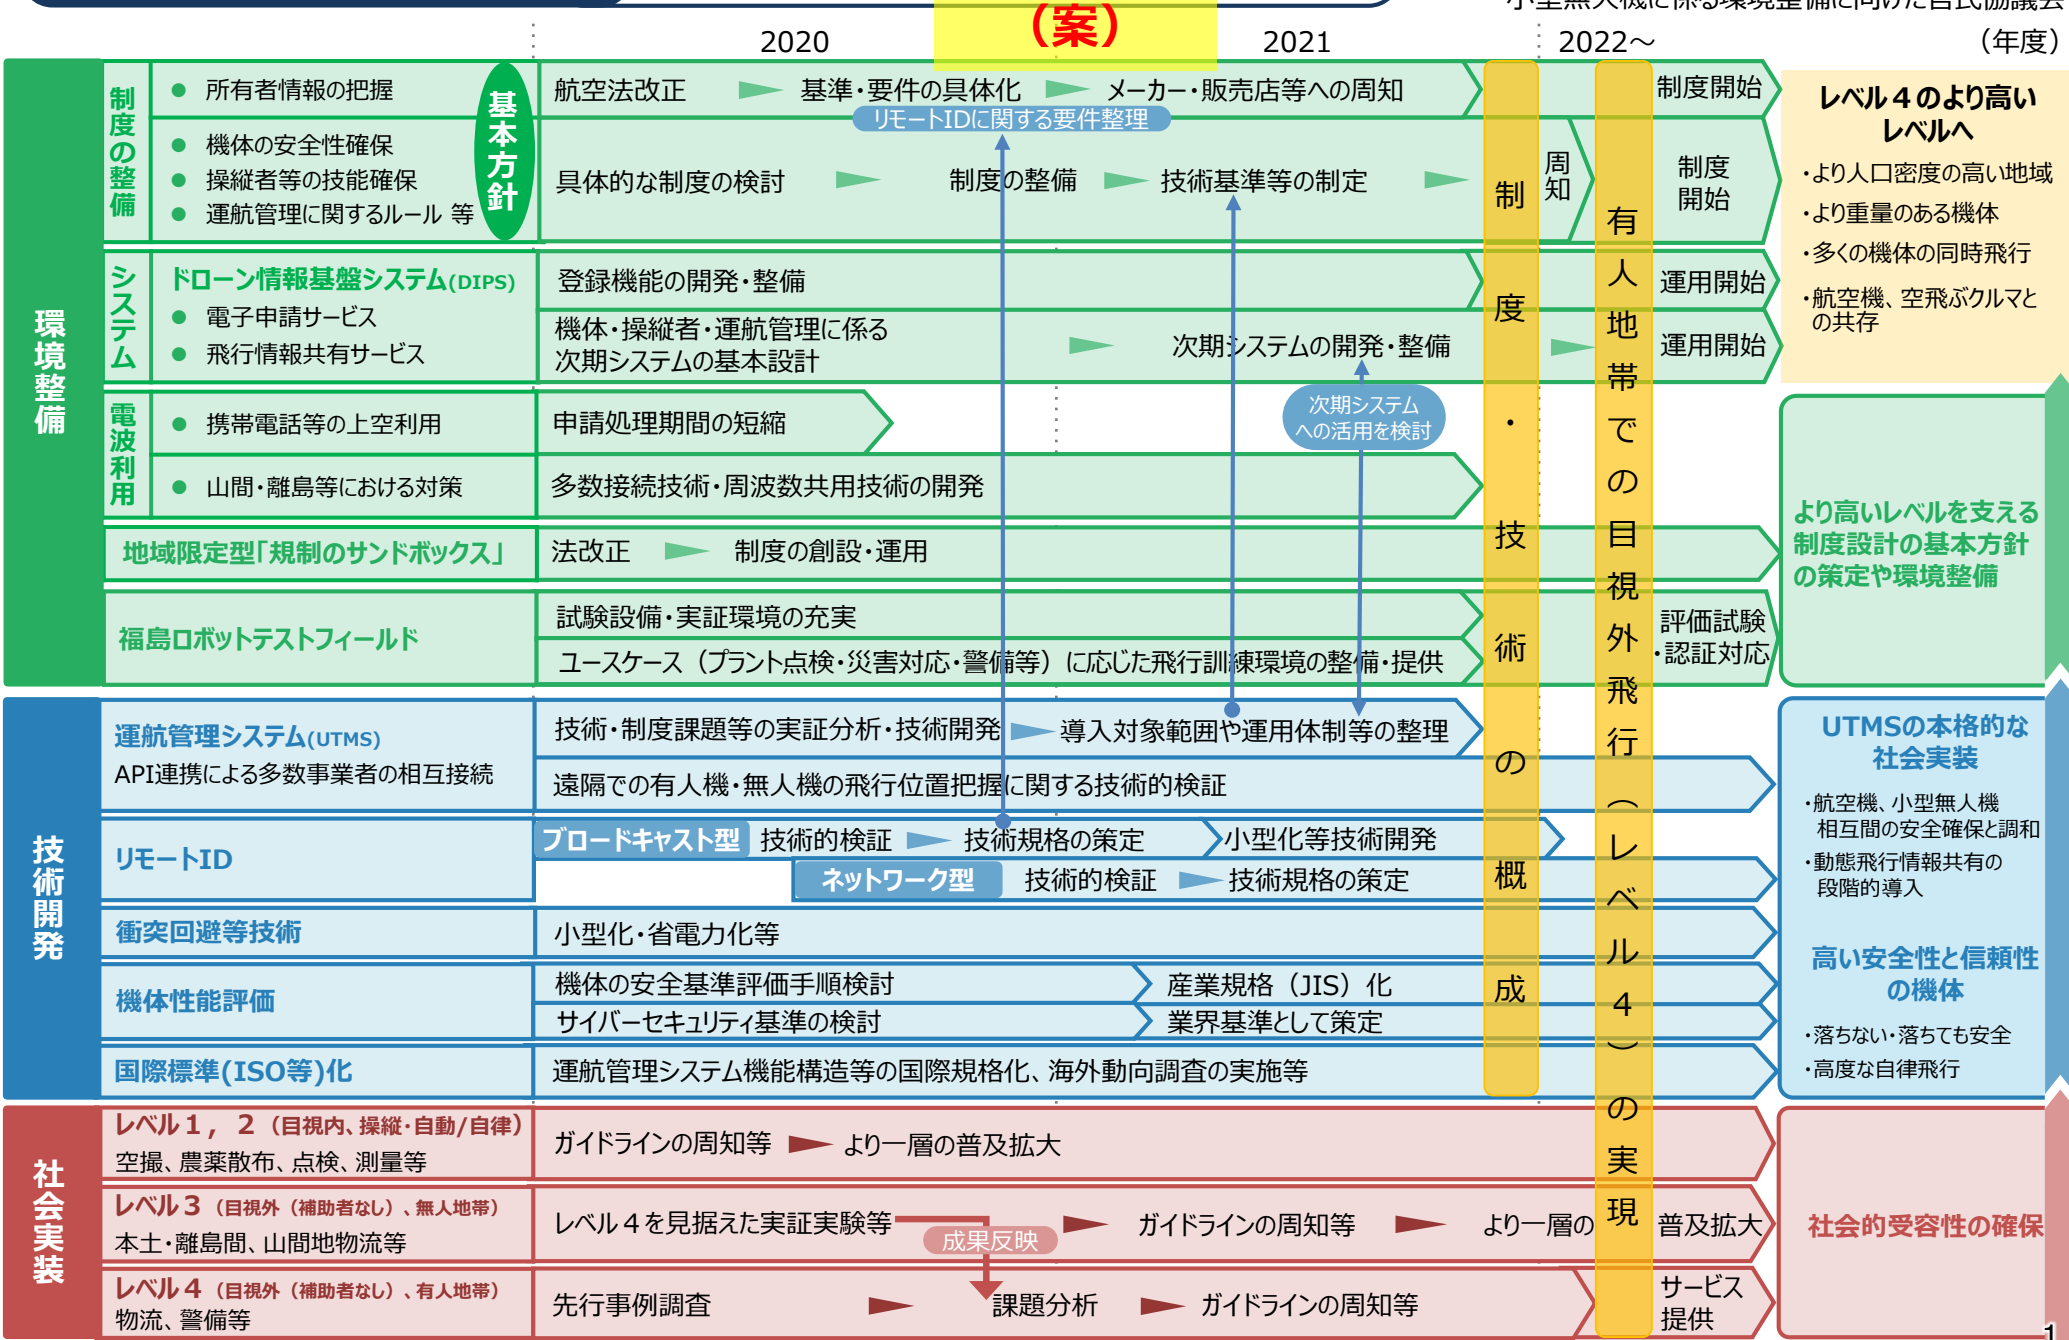 小型無人機に係る環境整備に向けた官民協議会
（案）
2020
2021
2022～
（年度）
環境整備
制度の整備
● 所有者情報の把握
● 機体の安全性確保
● 操縦者等の技能確保
● 運航管理に関するルール 等
基本方針
航空法改正
基準・要件の具体化
メーカー・販売店等への周知
制度開始
リモートIDに関する要件整理
具体的な制度の検討
制度の整備
技術基準等の制定
周知
制度
開始
システム
ドローン情報基盤システム(DIPS)
● 電子申請サービス
● 飛行情報共有サービス
登録機能の開発・整備
運用開始
機体・操縦者・運航管理に係る
次期システムの基本設計
次期システムの開発・整備
運用開始
次期システム
への活用を検討
電波利用
● 携帯電話等の上空利用
申請処理期間の短縮
● 山間・離島等における対策
多数接続技術・周波数共用技術の開発
地域限定型「規制のサンドボックス」
法改正
制度の創設・運用
福島ロボットテストフィールド
試験設備・実証環境の充実
ユースケース（プラント点検・災害対応・警備等）に応じた飛行訓練環境の整備・提供
評価試験
・認証対応
制度・技術の概成
有人地帯での目視外飛行（レベル４）の実現
レベル４のより高い
レベルへ
・より人口密度の高い地域
・より重量のある機体
・多くの機体の同時飛行
・航空機、空飛ぶクルマと
の共存
より高いレベルを支える
制度設計の基本方針
の策定や環境整備
技術開発
運航管理システム(UTMS)
API連携による多数事業者の相互接続
技術・制度課題等の実証分析・技術開発
導入対象範囲や運用体制等の整理
遠隔での有人機・無人機の飛行位置把握に関する技術的検証
リモートID
ブロードキャスト型
技術的検証
技術規格の策定
小型化等技術開発
ネットワーク型
技術的検証
技術規格の策定
衝突回避等技術
小型化・省電力化等
機体性能評価
機体の安全基準評価手順検討
産業規格（JIS）化
サイバーセキュリティ基準の検討
業界基準として策定
国際標準(ISO等)化
運航管理システム機能構造等の国際規格化、海外動向調査の実施等
UTMSの本格的な
社会実装
・航空機、小型無人機
相互間の安全確保と調和
・動態飛行情報共有の
段階的導入
高い安全性と信頼性
の機体
・落ちない・落ちても安全
・高度な自律飛行
社会実装
レベル１，２（目視内、操縦・自動/自律）
空撮、農薬散布、点検、測量等
ガイドラインの周知等
より一層の普及拡大
レベル３（目視外（補助者なし）、無人地帯）
本土・離島間、山間地物流等
レベル４を見据えた実証実験等
成果反映
ガイドラインの周知等
より一層の
普及拡大
レベル４（目視外（補助者なし）、有人地帯）
物流、警備等
先行事例調査
課題分析
ガイドラインの周知等
サービス
提供
社会的受容性の確保
1